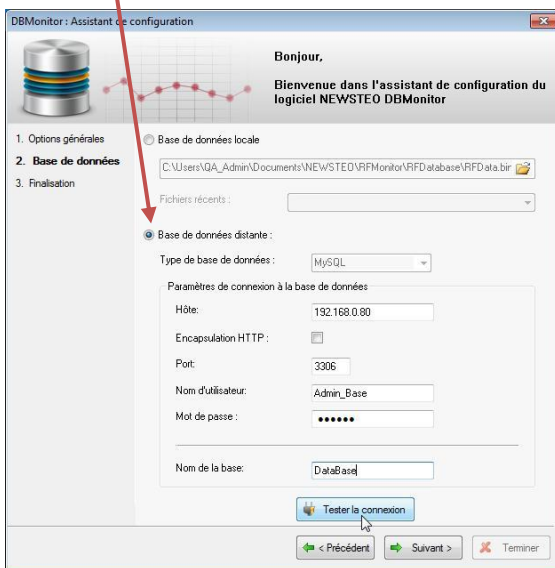 DBMonitor : Assistant de configuration
Bonjour,
Bienvenue dans l'assistant de configuration du
logiciel NEWSTEO DBMonitor
1. Options générales
2. Base de données
3. Finalisation
Base de données locale
C:\Users\QA_Admin\Documents\NEWSTEO\RFMonitor\RFDatabase\RFData.bin
Fichiers récents :
Base de données distante :
Type de base de données :
MySQL
Paramètres de connexion à la base de données
Hôte:
192.168.0.80
Encapsulation HTTP :
Port:
3306
Nom d'utilisateur:
Admin_Base
Mot de passe :
••••••
Nom de la base:
DataBase
Tester la connexion
< Précédent
Suivant >
Terminer